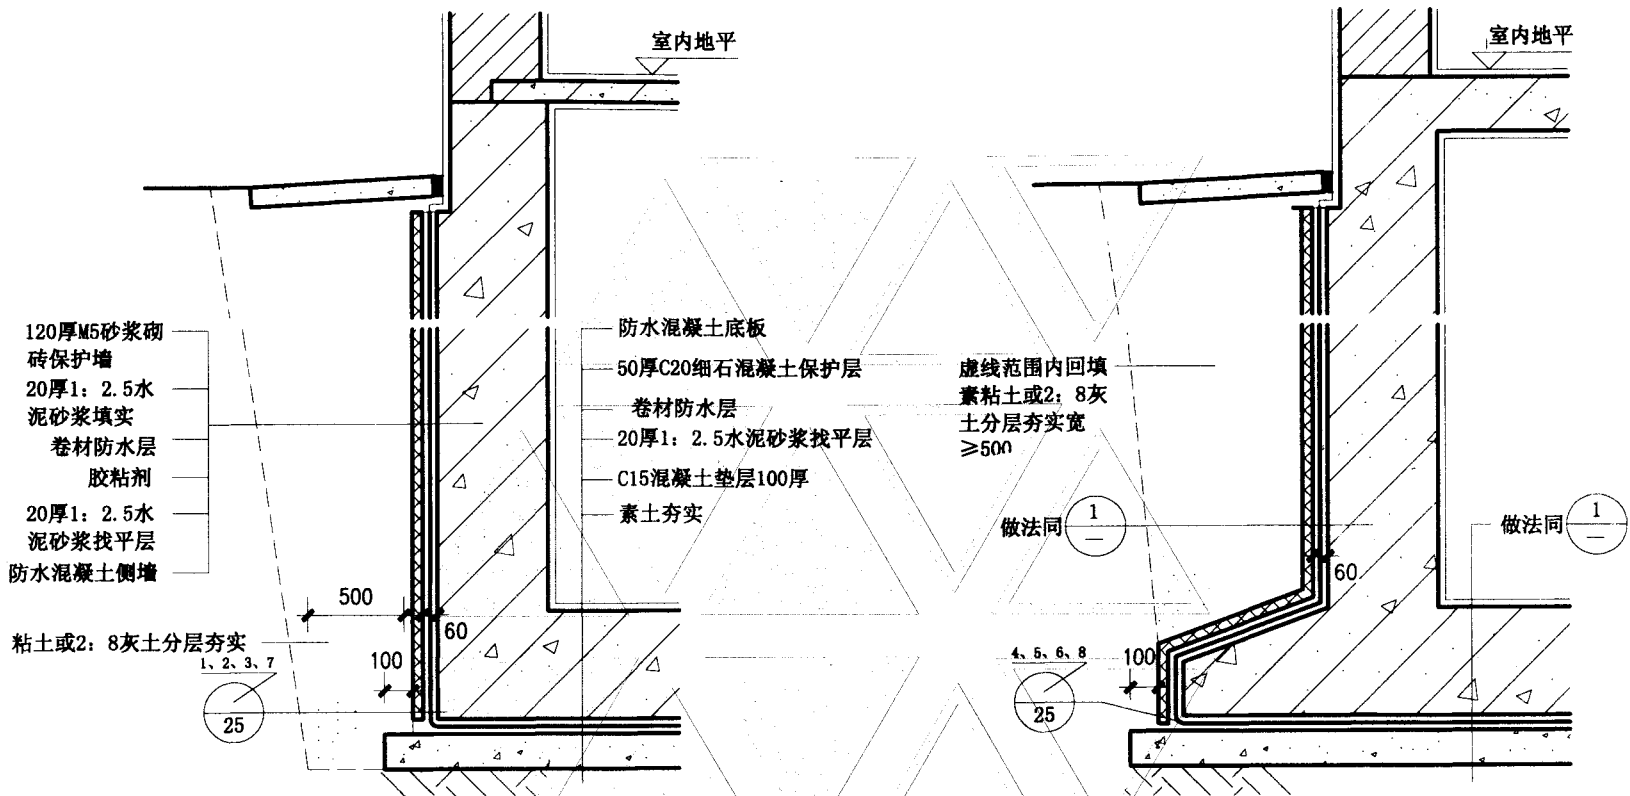 室内地平
120厚M5砂浆砌
砖保护墙
20厚1：2.5水
泥砂浆填实
卷材防水层
胶粘剂
20厚1：2.5水
泥砂浆找平层
防水混凝土侧墙
500
60
粘土或2：8灰土分层夯实
1、2、3、7
25
100
防水混凝土底板
50厚C20细石混凝土保护层
卷材防水层
20厚1：2.5水泥砂浆找平层
C15混凝土垫层100厚
素土夯实
室内地平
虚线范围内回填
素粘土或2：8灰
土分层夯实宽
≥500
做法同 1
—
60
4、5、6、8
25
100
做法同 1
—